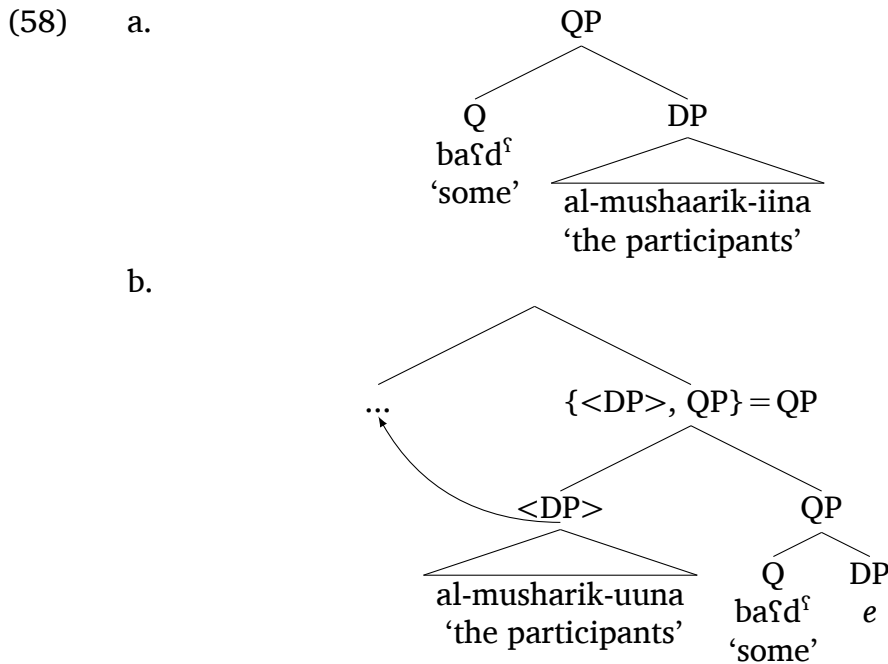 (58) a.
QP
Q DP
baʕdˤ
‘some’ al-mushaarik-iina
‘the participants’
b.
... {<DP>, QP} = QP
<DP> QP
Q DP
al-musharik-uuna baʕdˤ e
‘the participants’ ‘some’